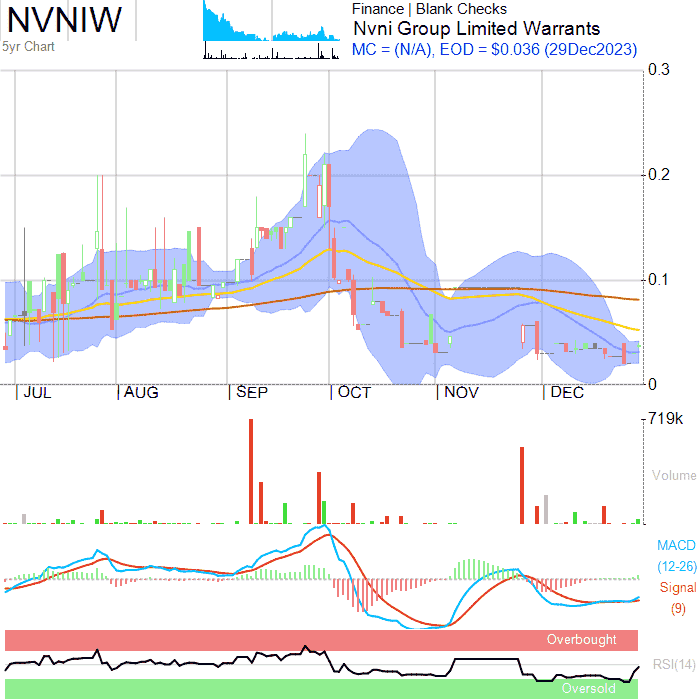 NVNIW
5yr Chart
Finance | Blank Checks
Nvni Group Limited Warrants
MC = (N/A), EOD = $0.036 (29Dec2023)
0.3
0.2
0.1
0
JUL AUG SEP OCT NOV DEC
719k
Volume
MACD
(12-26)
Signal
(9)
Overbought
RSI(14)
Oversold